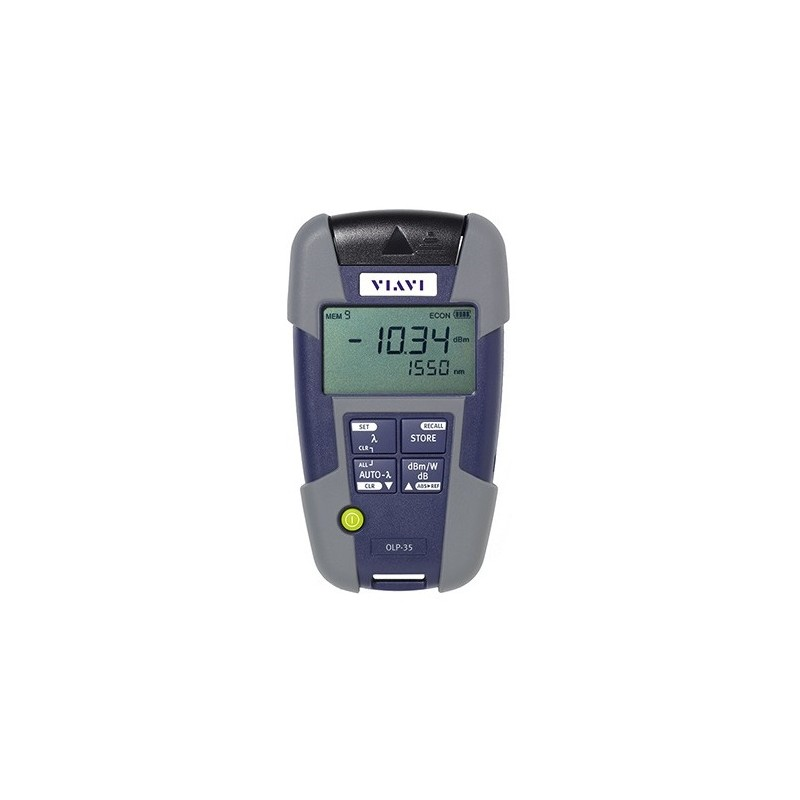 VIAVI
MEM 9 ECON
-10.34 dBm
1550 nm
SET RECALL
λ STORE
CLR
ALL dBm/W
AUTO-λ dB
CLR ▼ ▲ ABS▶REF
OLP-35